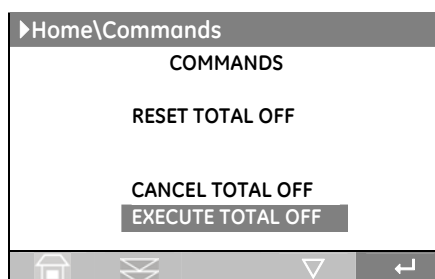 Home\Commands
COMMANDS
RESET TOTAL OFF
CANCEL TOTAL OFF
EXECUTE TOTAL OFF